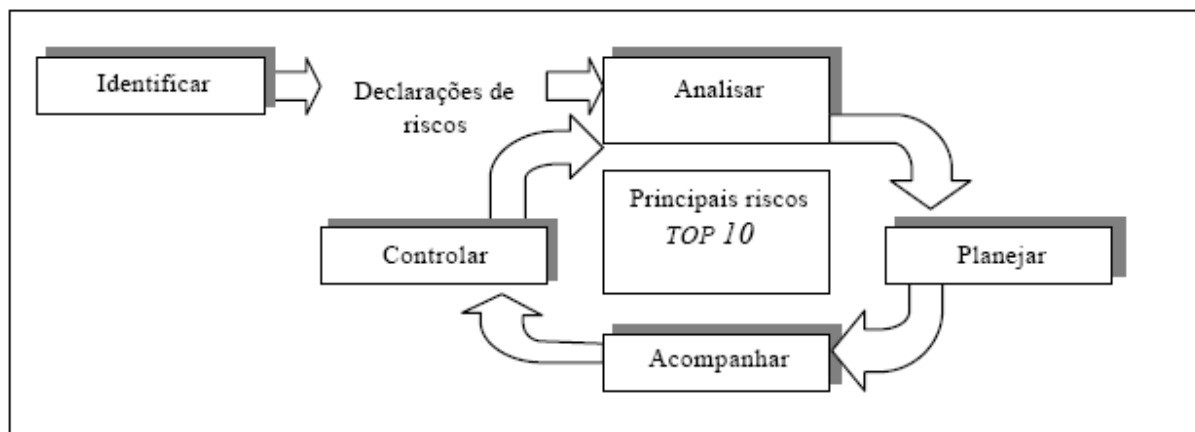 Identificar
Declarações de
riscos
Analisar
Principais riscos
TOP 10
Controlar
Planejar
Acompanhar